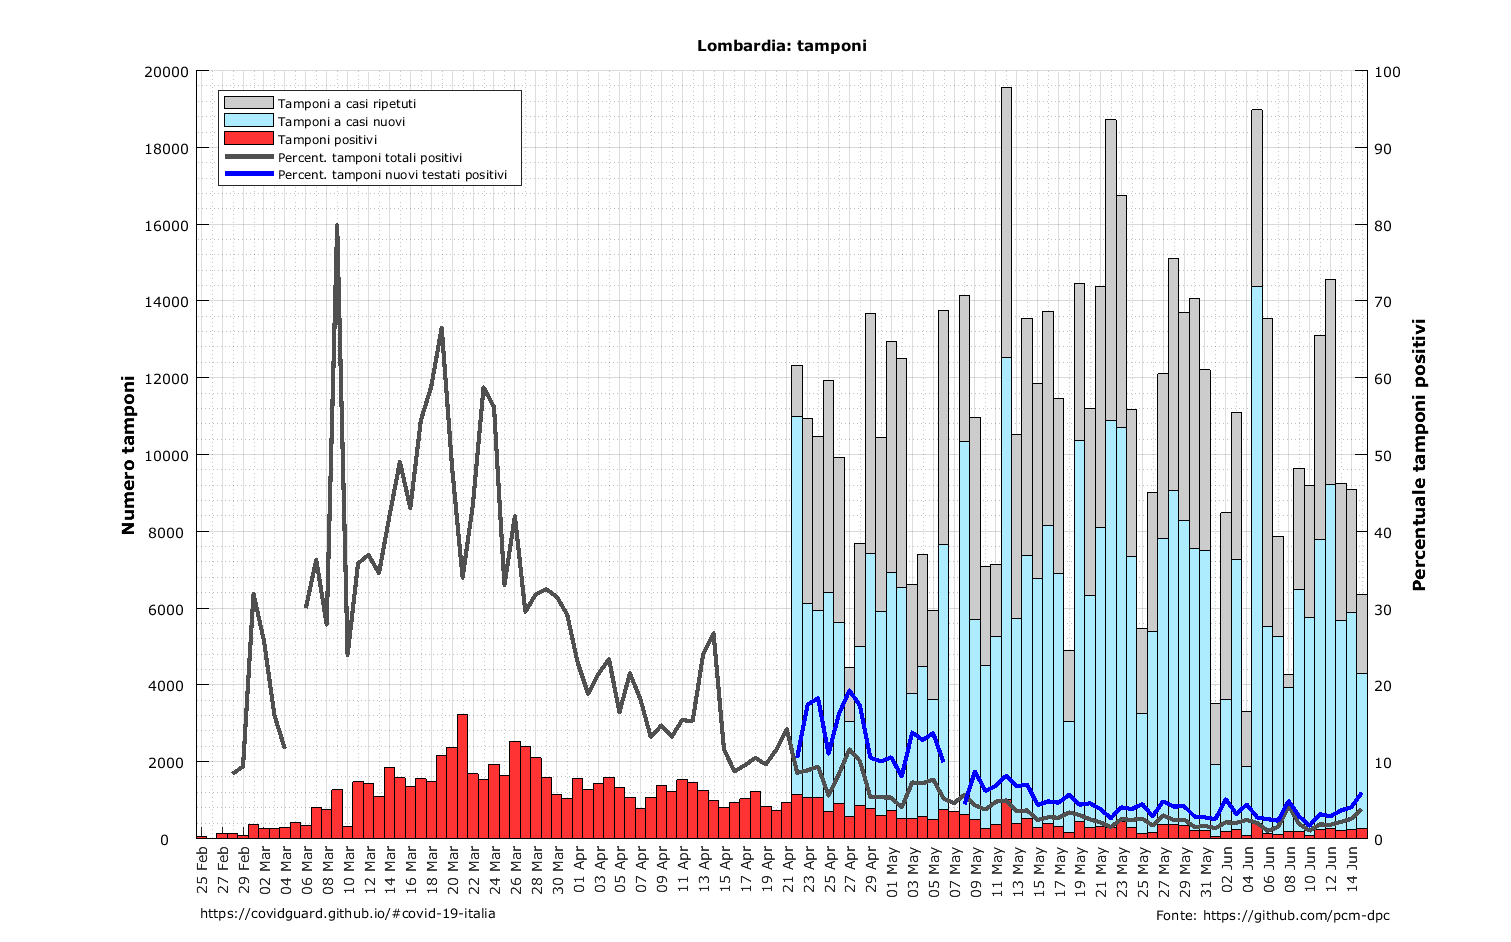 Lombardia: tamponi
20000
18000
16000
14000
12000
10000
8000
6000
4000
2000
0
Numero tamponi
Tamponi a casi ripetuti
Tamponi a casi nuovi
Tamponi positivi
Percent. tamponi totali positivi
Percent. tamponi nuovi testati positivi
100
90
80
70
60
50
40
30
20
10
0
Percentuale tamponi positivi
25 Feb
27 Feb
29 Feb
02 Mar
04 Mar
06 Mar
08 Mar
10 Mar
12 Mar
14 Mar
16 Mar
18 Mar
20 Mar
22 Mar
24 Mar
26 Mar
28 Mar
30 Mar
01 Apr
03 Apr
05 Apr
07 Apr
09 Apr
11 Apr
13 Apr
15 Apr
17 Apr
19 Apr
21 Apr
23 Apr
25 Apr
27 Apr
29 Apr
01 May
03 May
05 May
07 May
09 May
11 May
13 May
15 May
17 May
19 May
21 May
23 May
25 May
27 May
29 May
31 May
02 Jun
04 Jun
06 Jun
08 Jun
10 Jun
12 Jun
14 Jun
https://covidguard.github.io/#covid-19-italia
Fonte: https://github.com/pcm-dpc